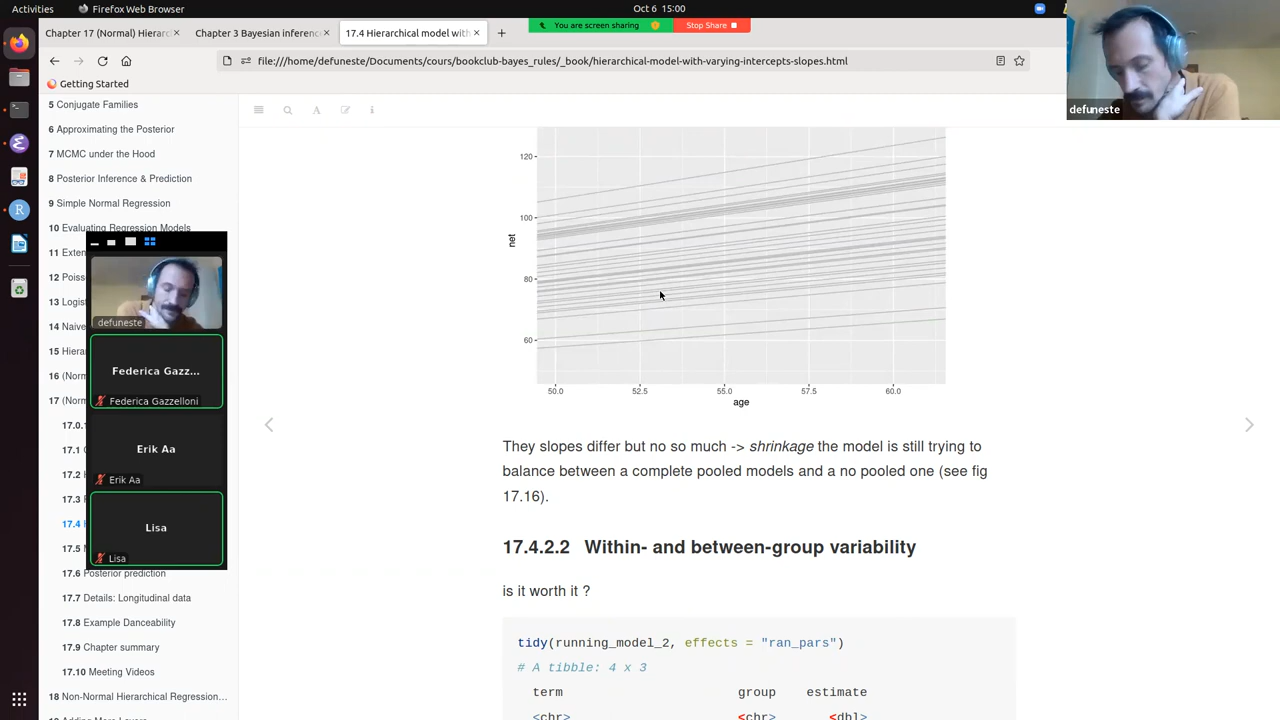 Activities
Firefox Web Browser
Oct 6 15:00
You are screen sharing
Stop Share
Chapter 17 (Normal) Hierarc
Chapter 3 Bayesian inferenc
17.4 Hierarchical model with
file:///home/defuneste/Documents/cours/bookclub-bayes_rules/_book/hierarchical-model-with-varying-intercepts-slopes.html
Getting Started
defuneste
5 Conjugate Families
6 Approximating the Posterior
7 MCMC under the Hood
8 Posterior Inference & Prediction
9 Simple Normal Regression
10 Evaluating Regression Models
11 Exten
12 Poiss
13 Logist
14 Naive
15 Hiera
16 (Norm
17 (Norm
17.0.
17.1
17.2
17.3
17.4
17.5
17.6 Posterior prediction
17.7 Details: Longitudinal data
17.8 Example Danceability
17.9 Chapter summary
17.10 Meeting Videos
18 Non-Normal Hierarchical Regression...
defuneste
Federica Gazz...
Federica Gazzelloni
Erik Aa
Erik Aa
Lisa
Lisa
120
100
80
60
net
50.0
52.5
55.0
57.5
60.0
age
They slopes differ but no so much -> shrinkage the model is still trying to
balance between a complete pooled models and a no pooled one (see fig
17.16).
17.4.2.2 Within- and between-group variability
is it worth it ?
tidy(running_model_2, effects = "ran_pars")
# A tibble: 4 x 3
term group estimate
<chr> <chr> <dbl>